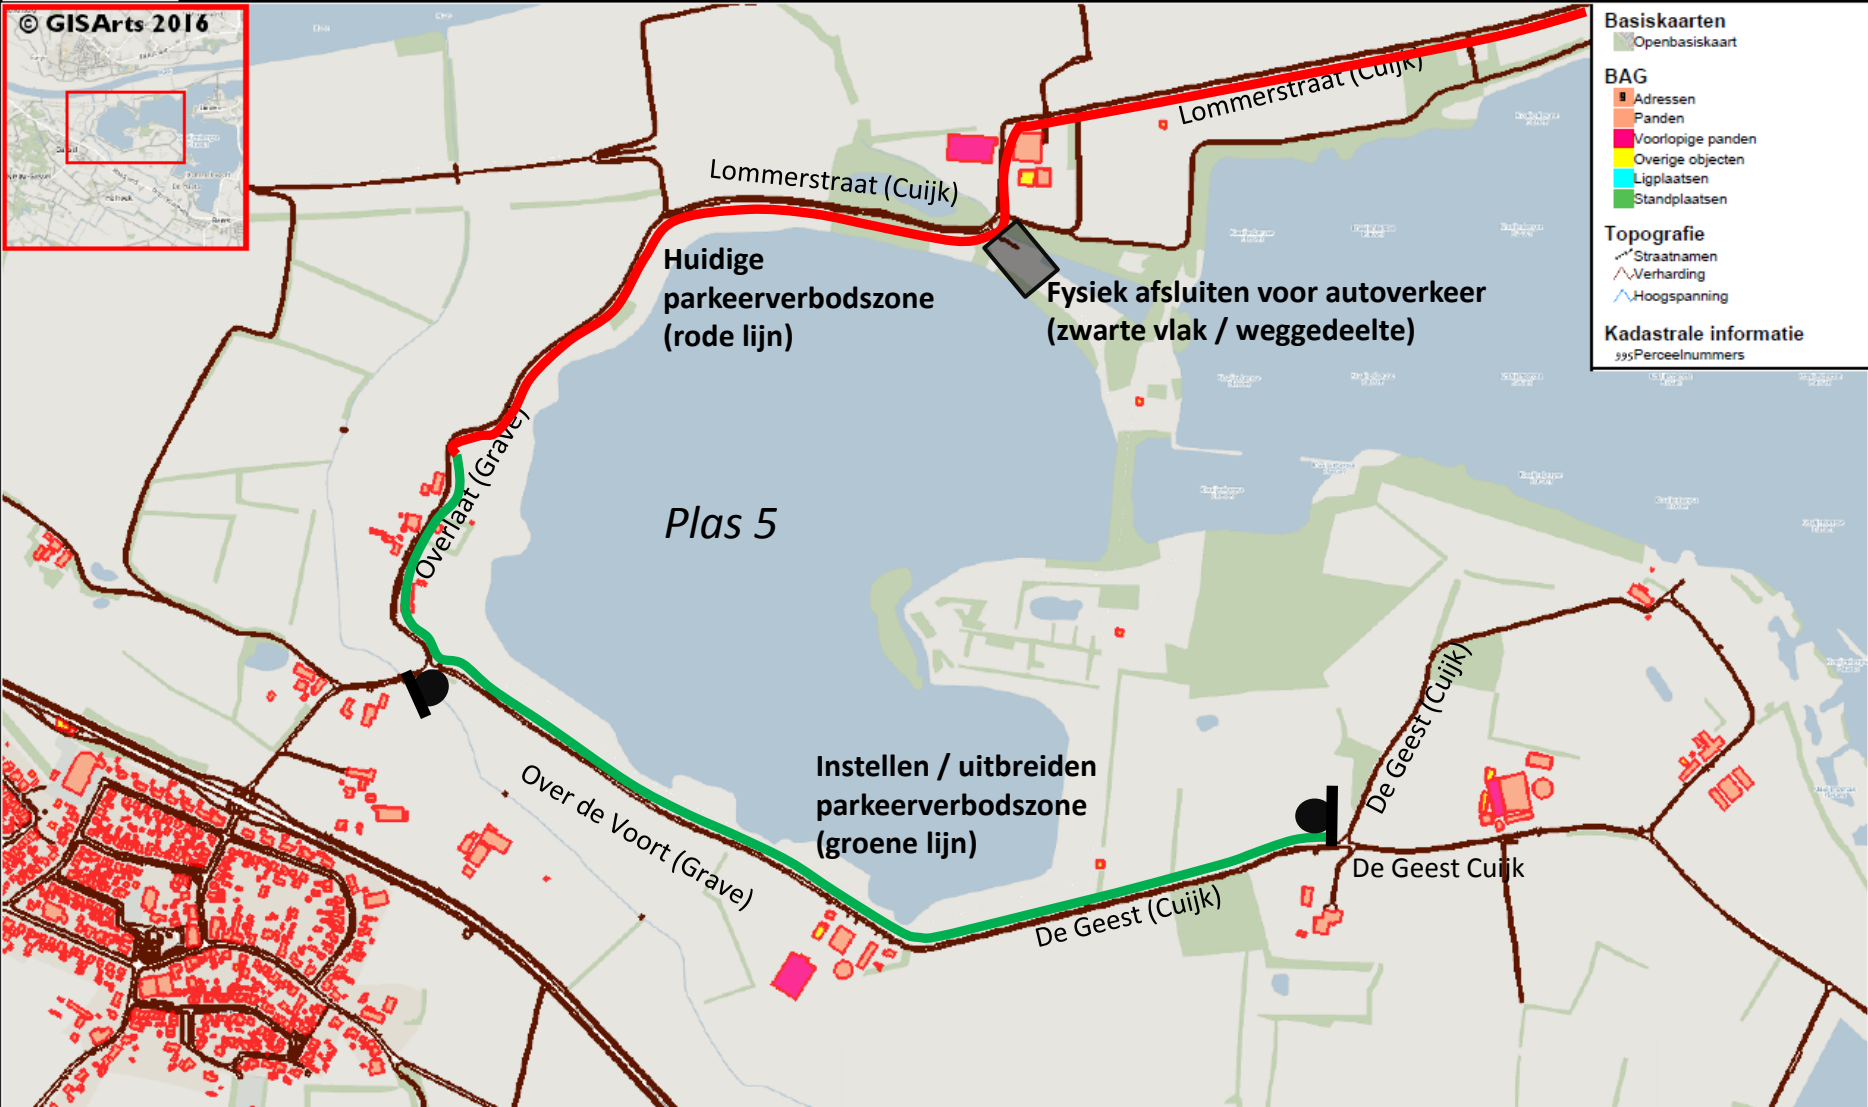 © GISArts 2016
Basiskaarten
Openbasiskaart
BAG
Adressen
Panden
Voorlopige panden
Overige objecten
Ligplaatsen
Standplaatsen
Topografie
Straatnamen
Verharding
Hoogspanning
Kadastrale informatie
995 Perceelnummers
Lommerstraat (Cuijk)
Lommerstraat (Cuijk)
Huidige
parkeerverbodszone
(rode lijn)
Fysiek afsluiten voor autoverkeer
(zwarte vlak / weggedeelte)
Overlaat (Grave)
Plas 5
Instellen / uitbreiden
parkeerverbodszone
(groene lijn)
Over de Voort (Grave)
De Geest (Cuijk)
De Geest (Cuijk)
De Geest Cuijk